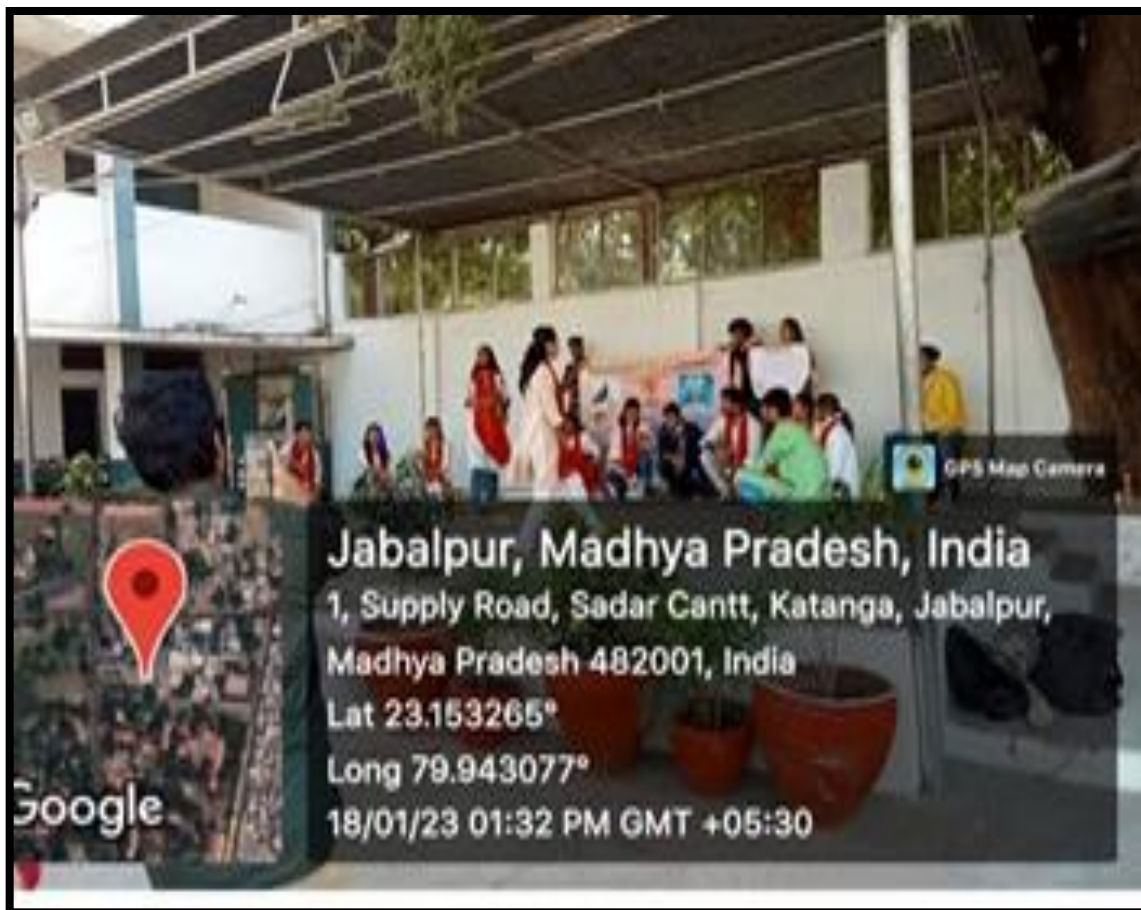 GPS Map Camera
Jabalpur, Madhya Pradesh, India
1, Supply Road, Sadar Cantt, Katanga, Jabalpur,
Madhya Pradesh 482001, India
Lat 23.153265°
Long 79.943077°
18/01/23 01:32 PM GMT +05:30
Google